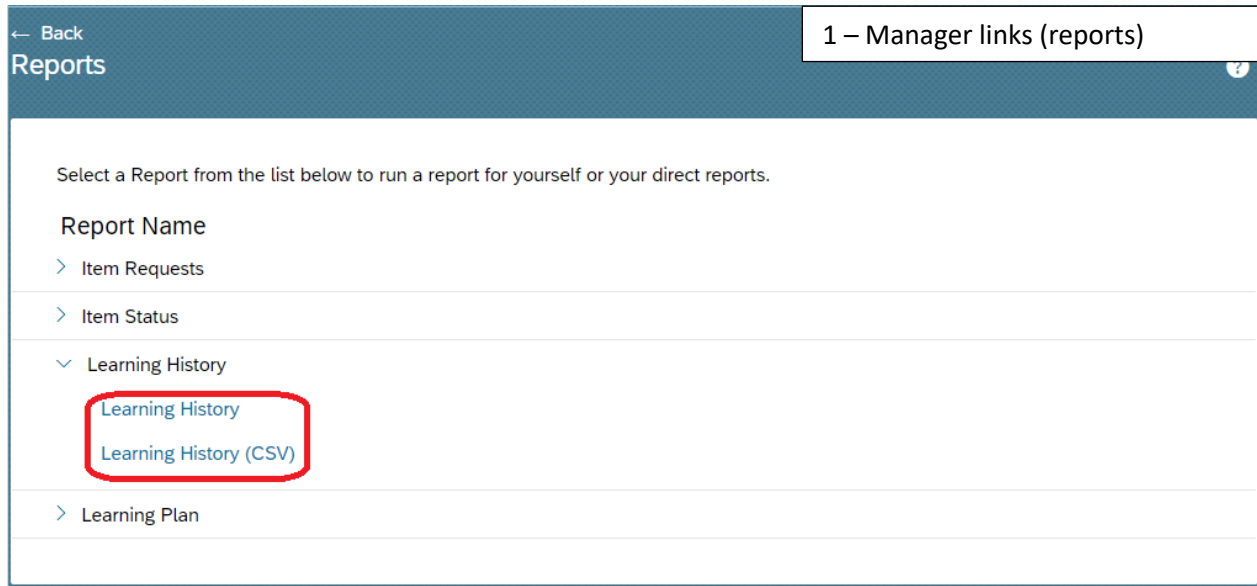 ← Back
1 – Manager links (reports)
Reports
?
Select a Report from the list below to run a report for yourself or your direct reports.
Report Name
Item Requests
Item Status
Learning History
Learning History
Learning History (CSV)
Learning Plan